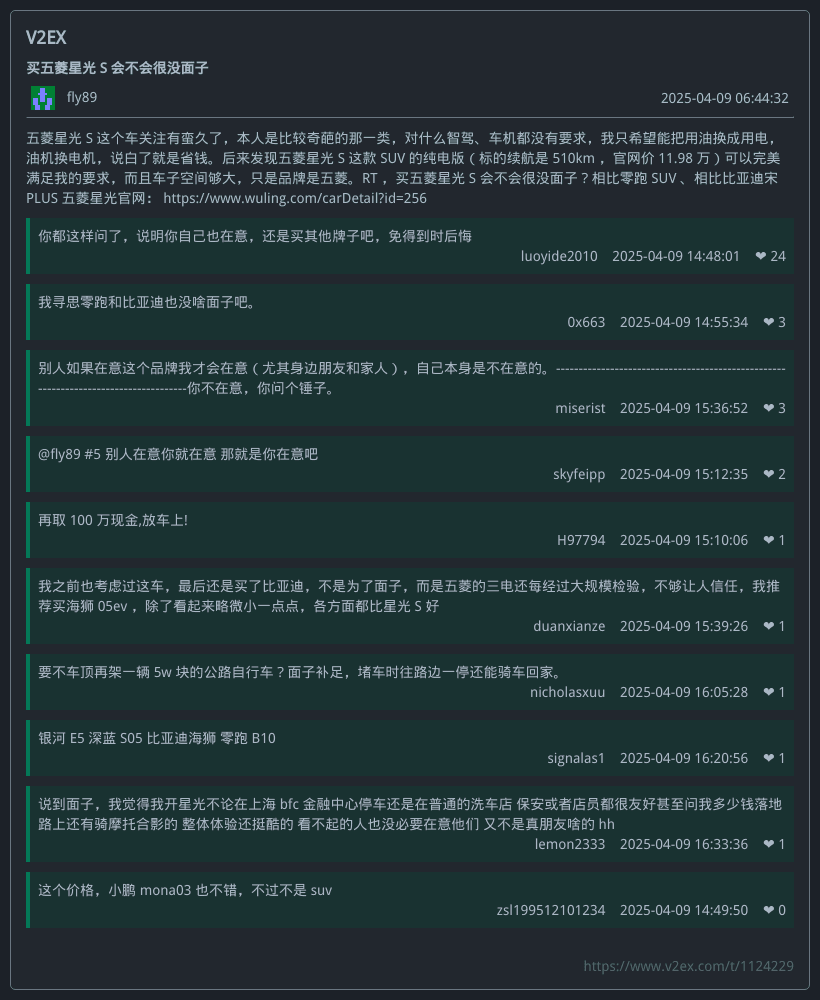 V2EX
买五菱星光 S 会不会很没面子
fly89
2025-04-09 06:44:32
五菱星光 S 这个车关注有蛮久了，本人是比较奇葩的那一类，对什么智驾、车机都没有要求，我只希望能把用油换成用电，
油机换电机，说白了就是省钱。后来发现五菱星光 S 这款 SUV 的纯电版（标的续航是 510km ，官网价 11.98 万）可以完美
满足我的要求，而且车子空间够大，只是品牌是五菱。RT ，买五菱星光 S 会不会很没面子？相比零跑 SUV 、相比比亚迪宋
PLUS 五菱星光官网： https://www.wuling.com/carDetail?id=256
你都这样问了，说明你自己也在意，还是买其他牌子吧，免得到时后悔
luoyide2010 2025-04-09 14:48:01 ❤ 24
我寻思零跑和比亚迪也没啥面子吧。
0x663 2025-04-09 14:55:34 ❤ 3
别人如果在意这个品牌我才会在意（尤其身边朋友和家人），自己本身是不在意的。---------------------------------------------------
---------------------------------你不在意，你问个锤子。
miserist 2025-04-09 15:36:52 ❤ 3
@fly89 #5 别人在意你就在意 那就是你在意吧
skyfeipp 2025-04-09 15:12:35 ❤ 2
再取 100 万现金,放车上!
H97794 2025-04-09 15:10:06 ❤ 1
我之前也考虑过这车，最后还是买了比亚迪，不是为了面子，而是五菱的三电还每经过大规模检验，不够让人信任，我推
荐买海狮 05ev ，除了看起来略微小一点点，各方面都比星光 S 好
duanxianze 2025-04-09 15:39:26 ❤ 1
要不车顶再架一辆 5w 块的公路自行车？面子补足，堵车时往路边一停还能骑车回家。
nicholasxuu 2025-04-09 16:05:28 ❤ 1
银河 E5 深蓝 S05 比亚迪海狮 零跑 B10
signalas1 2025-04-09 16:20:56 ❤ 1
说到面子，我觉得我开星光不论在上海 bfc 金融中心停车还是在普通的洗车店 保安或者店员都很友好甚至问我多少钱落地
路上还有骑摩托合影的 整体体验还挺酷的 看不起的人也没必要在意他们 又不是真朋友啥的 hh
lemon2333 2025-04-09 16:33:36 ❤ 1
这个价格，小鹏 mona03 也不错，不过不是 suv
zsl199512101234 2025-04-09 14:49:50 ❤ 0
https://www.v2ex.com/t/1124229